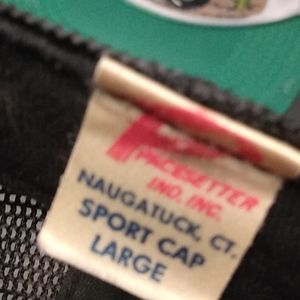 PACESETTER
IND. INC.
NAUGATUCK, CT.
SPORT CAP
LARGE